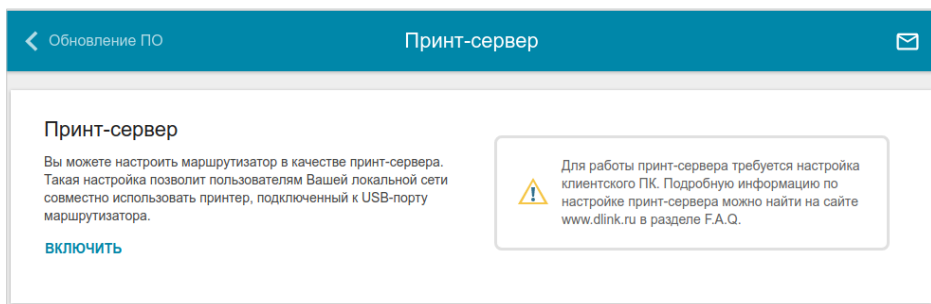 Обновление ПО
Принт-сервер
Принт-сервер
Вы можете настроить маршрутизатор в качестве принт-сервера.
Такая настройка позволит пользователям Вашей локальной сети
совместно использовать принтер, подключенный к USB-порту
маршрутизатора.
ВКЛЮЧИТЬ
Для работы принт-сервера требуется настройка
клиентского ПК. Подробную информацию по
настройке принт-сервера можно найти на сайте
www.dlink.ru в разделе F.A.Q.